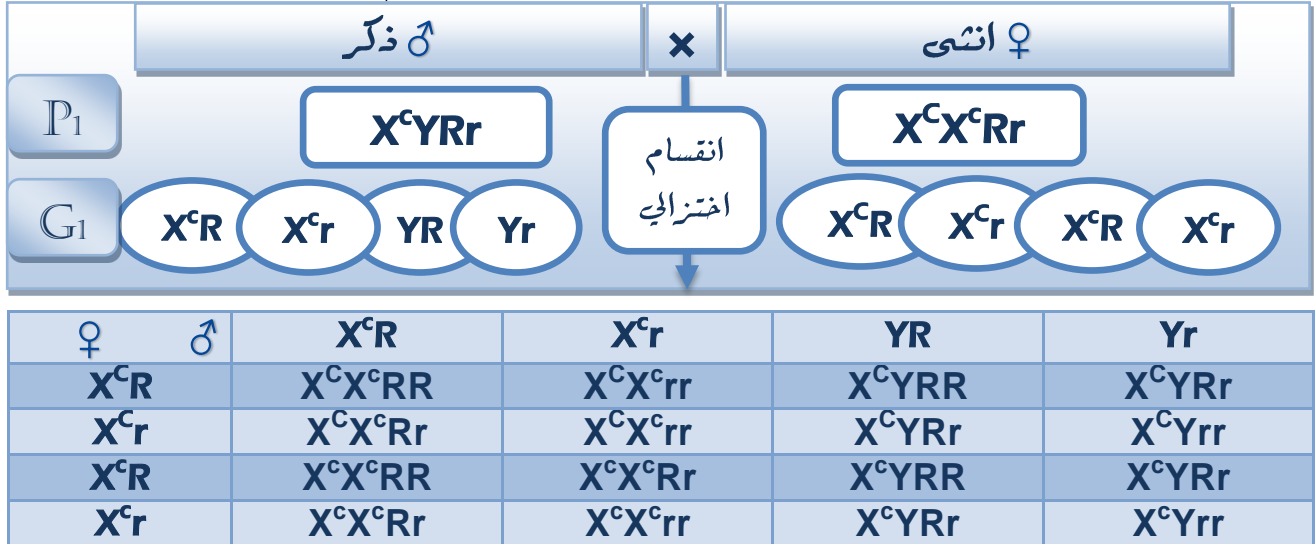 ذكر ♂ × انثى ♀
P1 XcYRr XCXcRr
انقسام
اختزالي
G1 XcR Xcr YR Yr XCR XCr XcR Xcr
♀ ♂ XcR Xcr YR Yr
XCR XCXcRR XCXcrr XCYRR XCYRr
XCr XCXcRr XCXcrr XCYRr XCYrr
XcR XcXcRR XcXcRr XcYRR XcYRr
Xcr XcXcRr XcXcrr XcYRr XcYrr